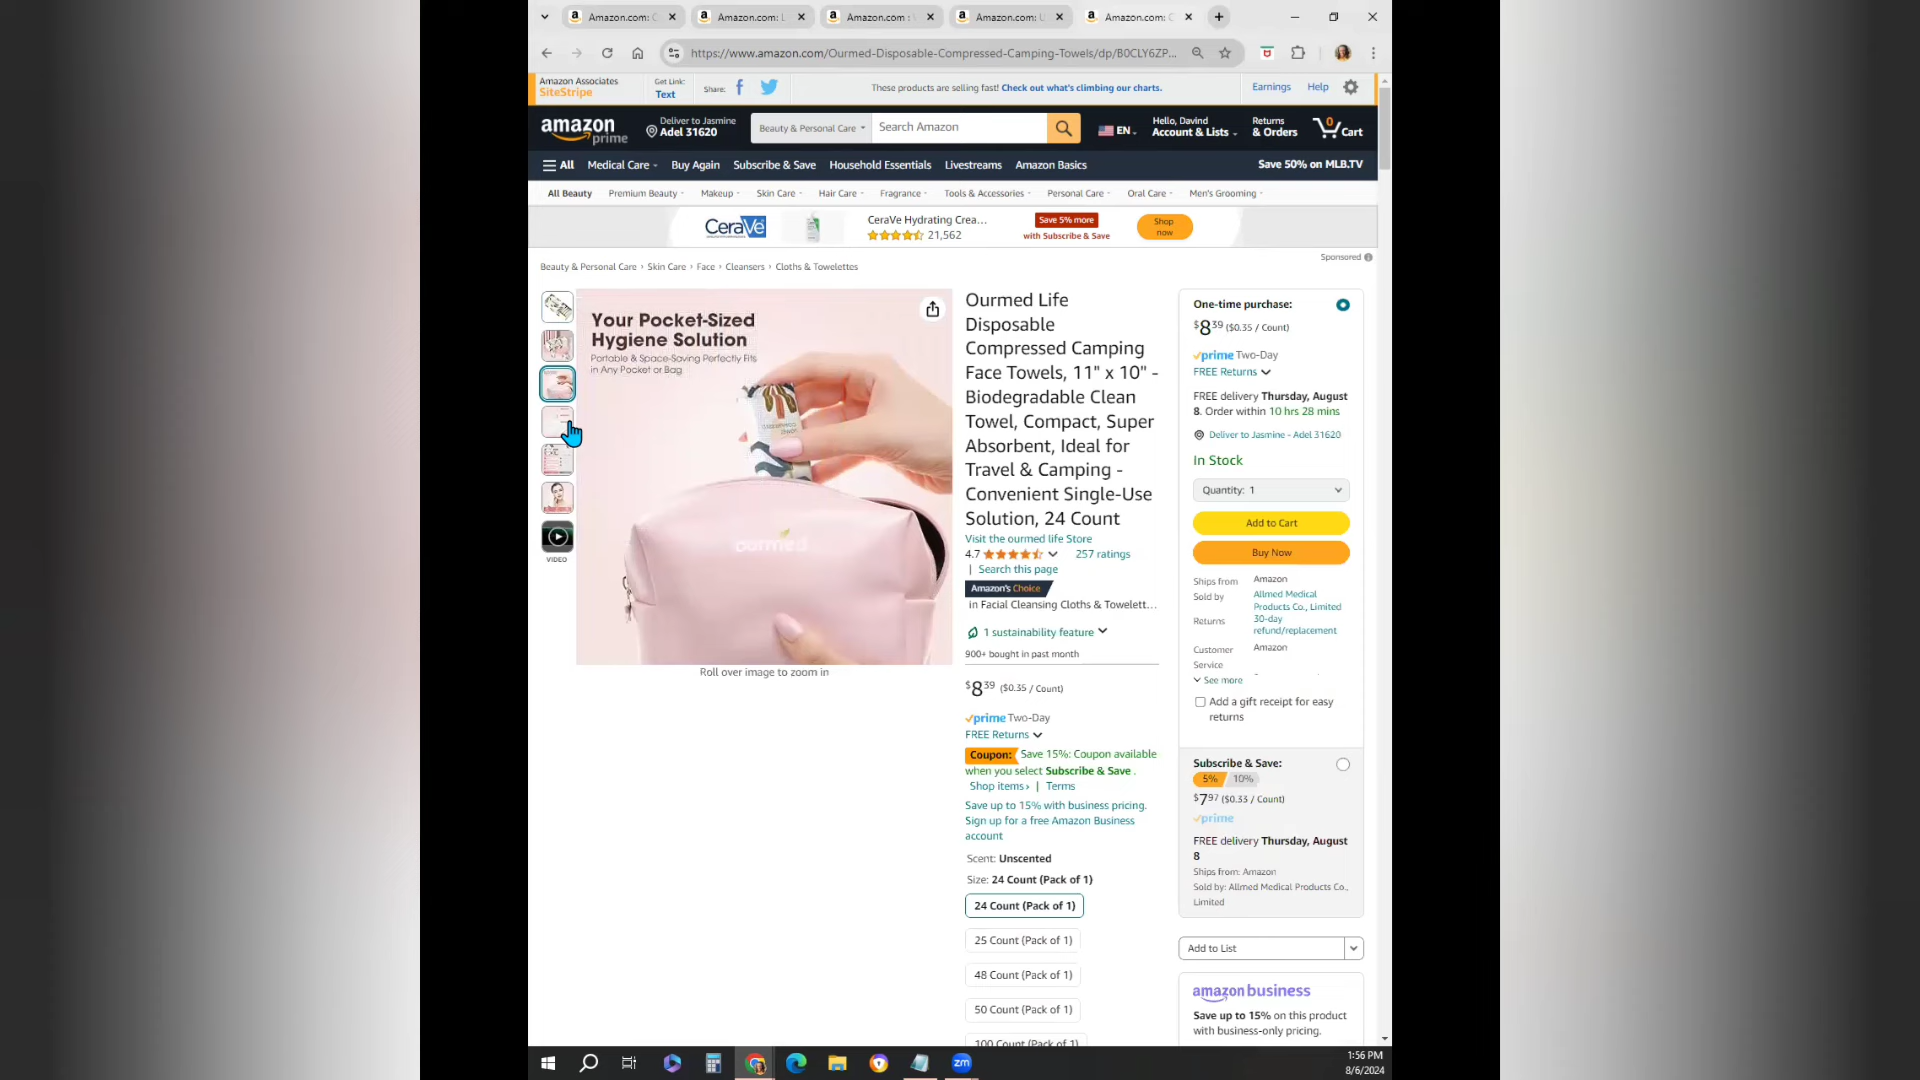 Amazon.com: C
Amazon.com: L
Amazon.com : 
Amazon.com: U
Amazon.com: C
https://www.amazon.com/Ourmed-Disposable-Compressed-Camping-Towels/dp/B0CLY6ZP...
Amazon Associates
SiteStripe
Get Link:
Text
Share:
These products are selling fast! Check out what's climbing our charts.
Earnings
Help
amazon prime
Deliver to Jasmine
Adel 31620
Beauty & Personal Care
Search Amazon
EN
Hello, Davind
Account & Lists
Returns
& Orders
0
Cart
All
Medical Care
Buy Again
Subscribe & Save
Household Essentials
Livestreams
Amazon Basics
Save 50% on MLB.TV
All Beauty
Premium Beauty
Makeup
Skin Care
Hair Care
Fragrance
Tools & Accessories
Personal Care
Oral Care
Men's Grooming
CeraVe
CeraVe Hydrating Crea...
21,562
Save 5% more
with Subscribe & Save
Shop
now
Sponsored
Beauty & Personal Care › Skin Care › Face › Cleansers › Cloths & Towelettes
VIDEO
Your Pocket-Sized
Hygiene Solution
Portable & Space-Saving Perfectly Fits
in Any Pocket or Bag
ourmed
Roll over image to zoom in
Ourmed Life
Disposable
Compressed Camping
Face Towels, 11" x 10" -
Biodegradable Clean
Towel, Compact, Super
Absorbent, Ideal for
Travel & Camping -
Convenient Single-Use
Solution, 24 Count
Visit the ourmed life Store
4.7
257 ratings
| Search this page
Amazon's Choice
in Facial Cleansing Cloths & Towelett...
1 sustainability feature
900+ bought in past month
$8 39 ($0.35 / Count)
prime Two-Day
FREE Returns
Coupon: Save 15%: Coupon available
when you select Subscribe & Save .
Shop items › | Terms
Save up to 15% with business pricing.
Sign up for a free Amazon Business
account
Scent: Unscented
Size: 24 Count (Pack of 1)
24 Count (Pack of 1)
25 Count (Pack of 1)
48 Count (Pack of 1)
50 Count (Pack of 1)
100 Count (Pack of 1)
One-time purchase:
$8 39 ($0.35 / Count)
prime Two-Day
FREE Returns
FREE delivery Thursday, August
8. Order within 10 hrs 28 mins
Deliver to Jasmine - Adel 31620
In Stock
Quantity: 1
Add to Cart
Buy Now
Ships from
Amazon
Sold by
Allmed Medical
Products Co., Limited
Returns
30-day
refund/replacement
Customer
Service
Amazon
See more
Add a gift receipt for easy
returns
Subscribe & Save:
5% 10%
$7 97 ($0.33 / Count)
prime
FREE delivery Thursday, August
8
Ships from: Amazon
Sold by: Allmed Medical Products Co.,
Limited
Add to List
amazon business
Save up to 15% on this product
with business-only pricing.
zm
1:56 PM
8/6/2024